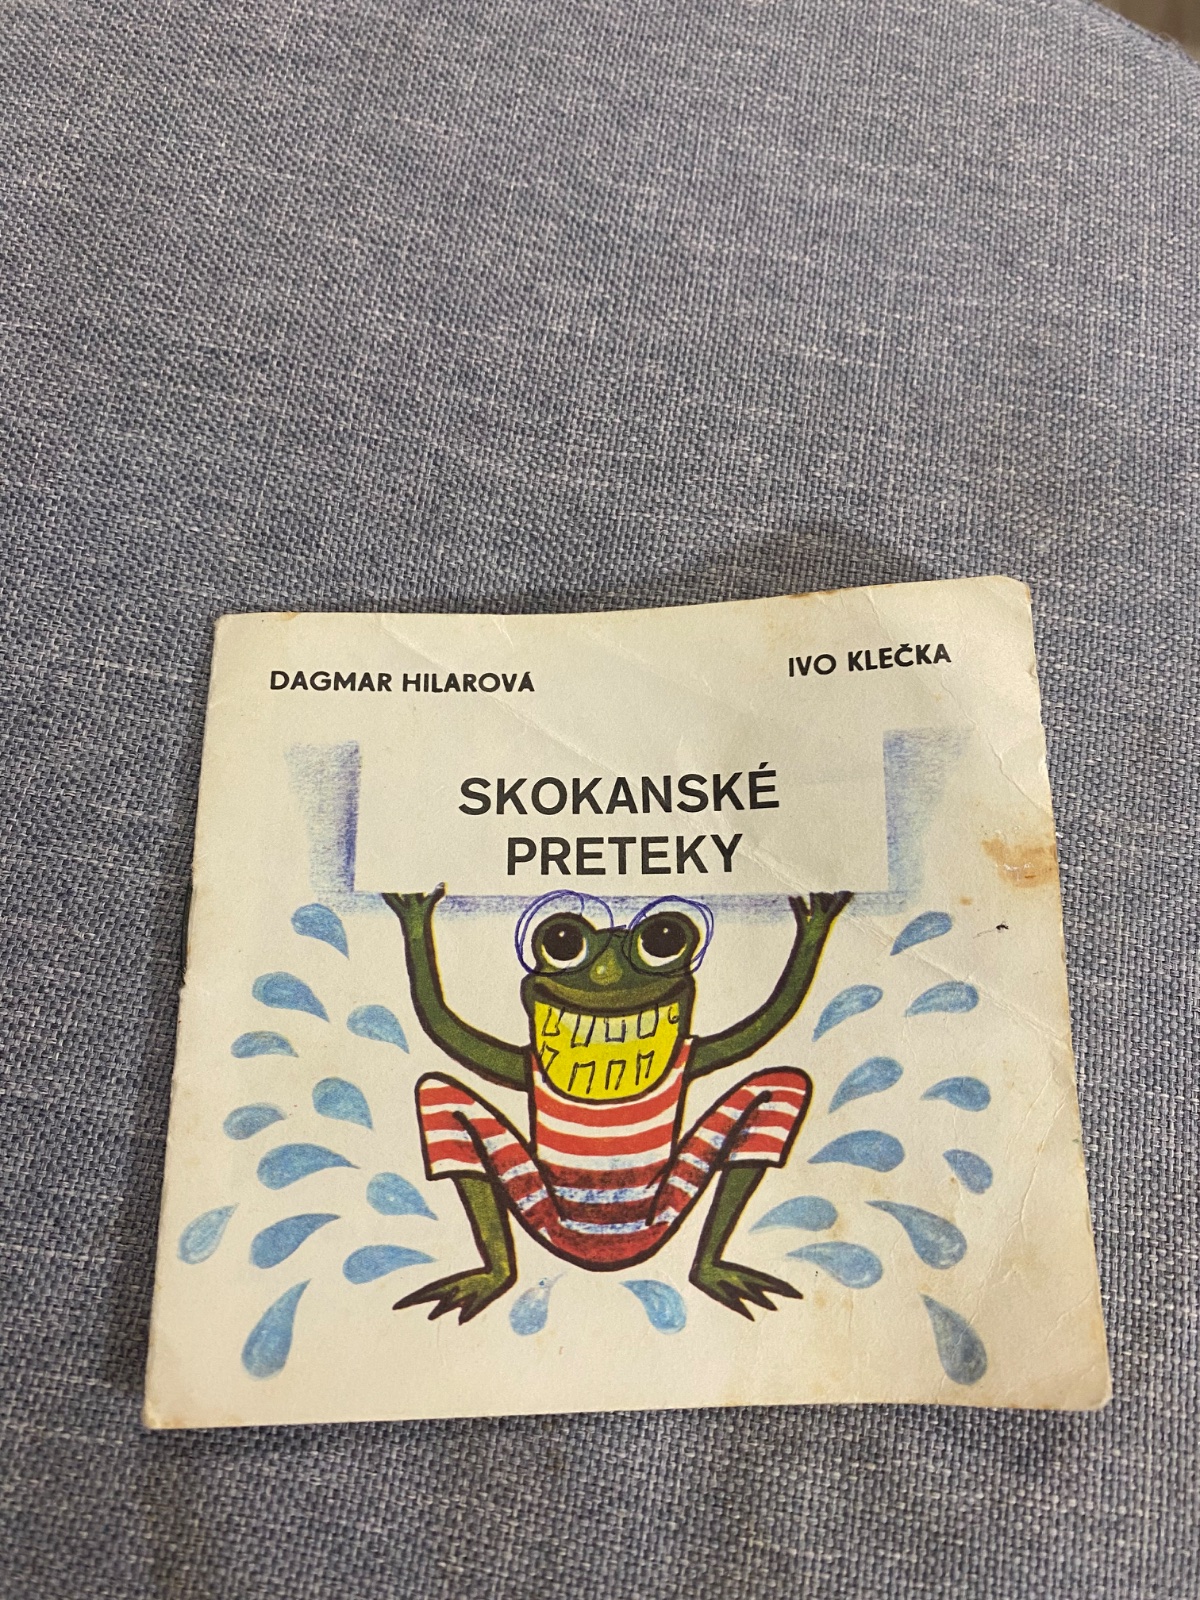 DAGMAR HILAROVÁ
IVO KLEČKA
SKOKANSKÉ
PRETEKY